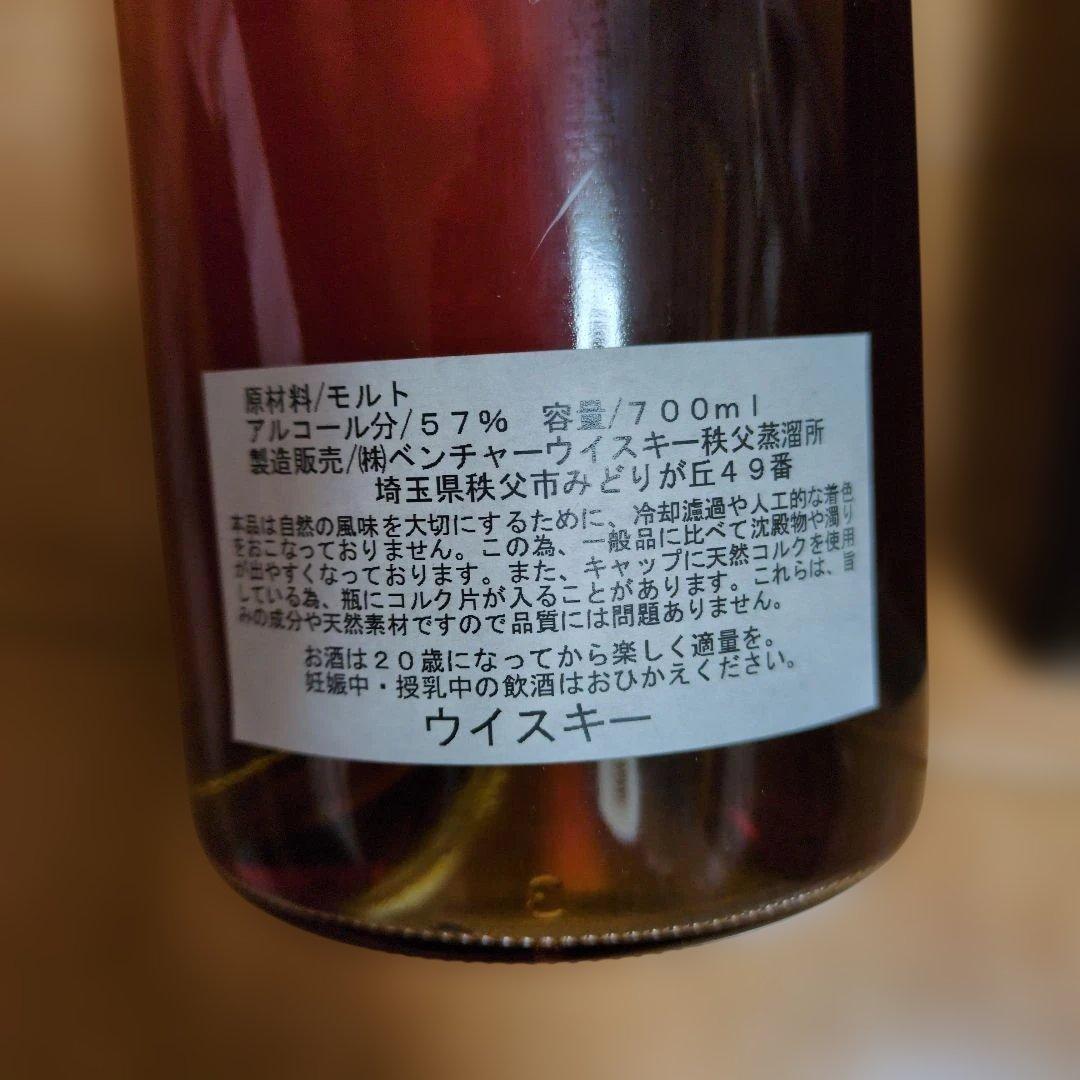 原材料/モルト
アルコール分/57% 容量/700ml
製造販売/㈱ベンチャーウイスキー秩父蒸溜所
埼玉県秩父市みどりが丘49番
本品は自然の風味を大切にするために、冷却濾過や人工的な着色
をおこなっておりません。この為、一般品に比べて沈殿物や濁り
が出やすくなっております。また、キャップに天然コルクを使用
している為、瓶にコルク片が入ることがあります。これらは、旨
みの成分や天然素材ですので品質には問題ありません。
お酒は20歳になってから楽しく適量を。
妊娠中・授乳中の飲酒はおひかえください。
ウイスキー
3